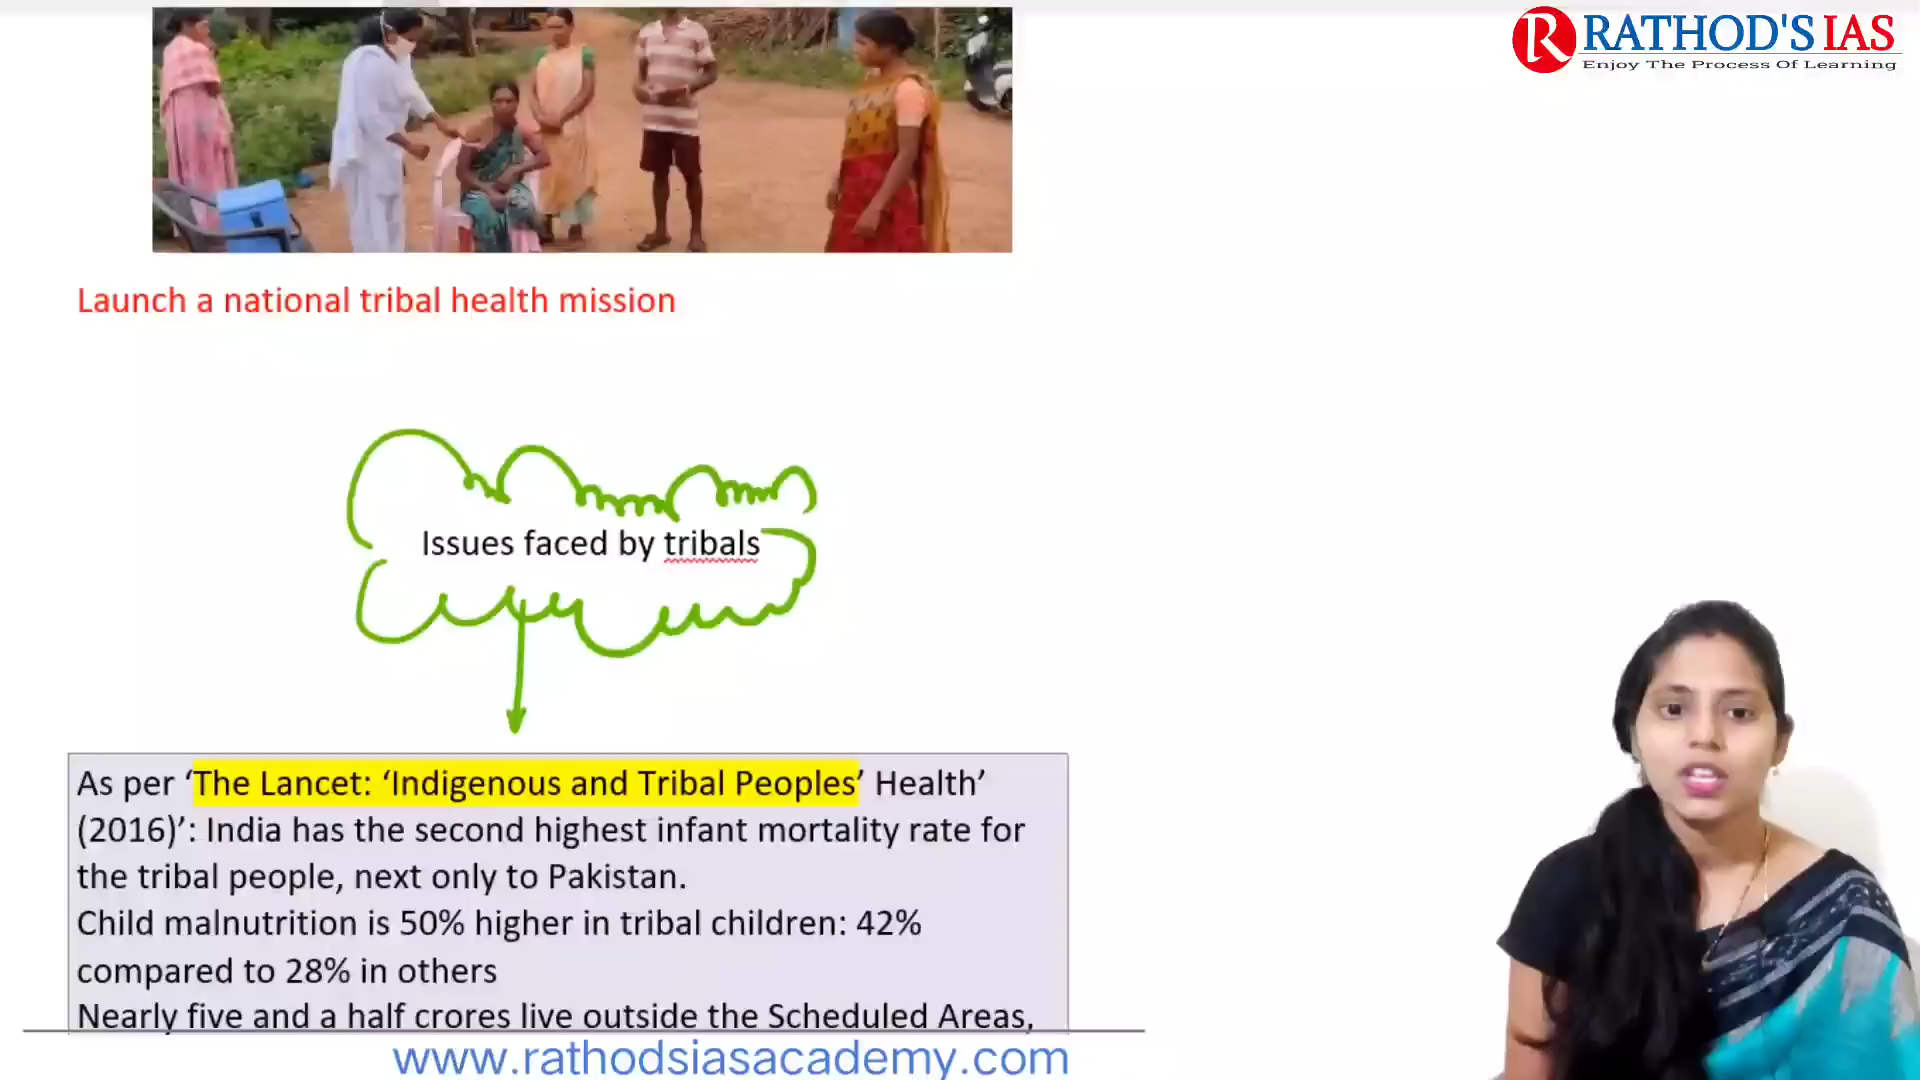 RATHOD'S IAS
Enjoy The Process Of Learning
Launch a national tribal health mission
Issues faced by tribals
As per ‘The Lancet: ‘Indigenous and Tribal Peoples’ Health’
(2016)’: India has the second highest infant mortality rate for
the tribal people, next only to Pakistan.
Child malnutrition is 50% higher in tribal children: 42%
compared to 28% in others
Nearly five and a half crores live outside the Scheduled Areas,
www.rathodsiasacademy.com